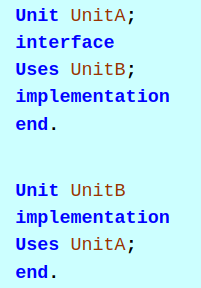 Unit UnitA;
interface
Uses UnitB;
implementation
end.
Unit UnitB
implementation
Uses UnitA;
end.